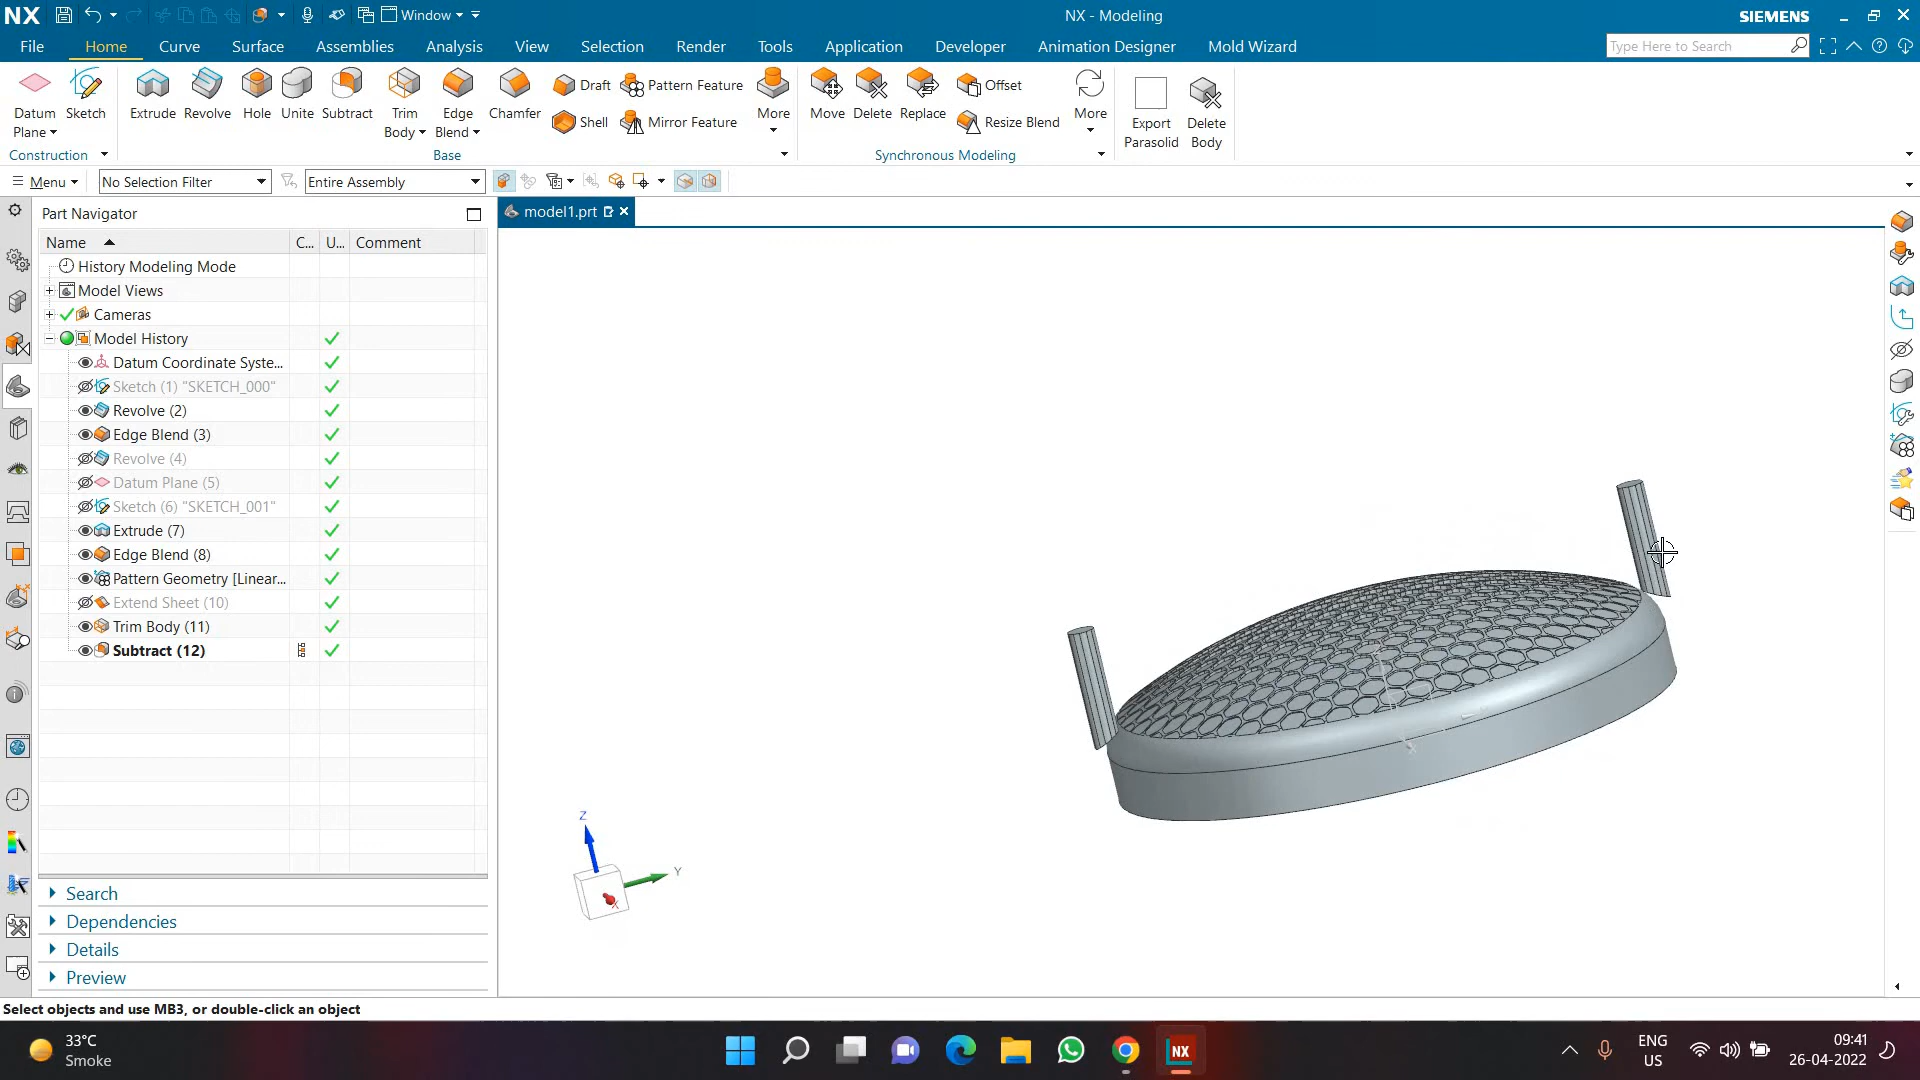 NX Window NX - Modeling SIEMENS
File Home Curve Surface Assemblies Analysis View Selection Render Tools Application Developer Animation Designer Mold Wizard Type Here to Search
Datum Plane Sketch Extrude Revolve Hole Unite Subtract Trim Body Edge Blend Chamfer Draft Pattern Feature More Move Delete Replace Offset More Export Parasolid Delete Body
Shell Mirror Feature Resize Blend
Construction Base Synchronous Modeling
Menu No Selection Filter Entire Assembly
Part Navigator model1.prt
Name C... U... Comment
History Modeling Mode
Model Views
Cameras
Model History
Datum Coordinate Syste...
Sketch (1) "SKETCH_000"
Revolve (2)
Edge Blend (3)
Revolve (4)
Datum Plane (5)
Sketch (6) "SKETCH_001"
Extrude (7)
Edge Blend (8)
Pattern Geometry [Linear...
Extend Sheet (10)
Trim Body (11)
Subtract (12)
Z
Y
X
Search
Dependencies
Details
Preview
Select objects and use MB3, or double-click an object
33°C
Smoke
NX
ENG
US
09:41
26-04-2022